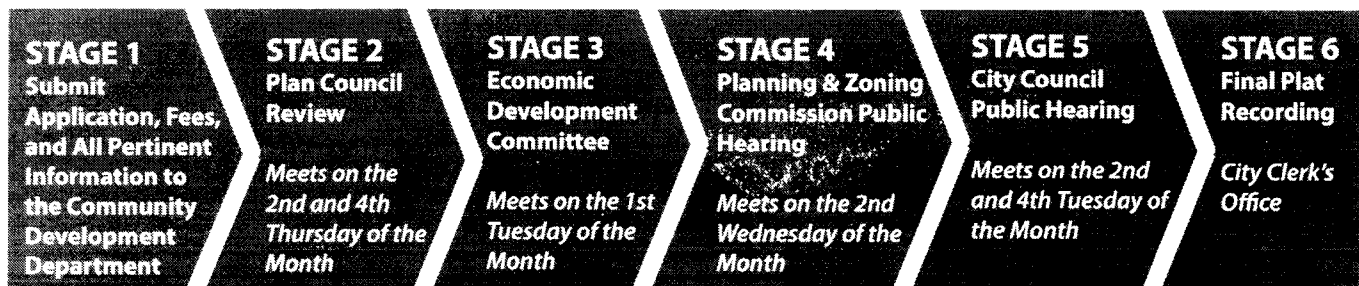 STAGE 1
Submit
Application, Fees,
and All Pertinent
Information to
the Community
Development
Department
STAGE 2
Plan Council
Review
Meets on the
2nd and 4th
Thursday of the
Month
STAGE 3
Economic
Development
Committee
Meets on the 1st
Tuesday of the
Month
STAGE 4
Planning & Zoning
Commission Public
Hearing
Meets on the 2nd
Wednesday of the
Month
STAGE 5
City Council
Public Hearing
Meets on the 2nd
and 4th Tuesday of
the Month
STAGE 6
Final Plat
Recording
City Clerk's
Office